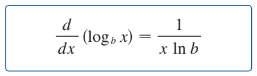 d/dx (log_b x) = 1/(x ln b)